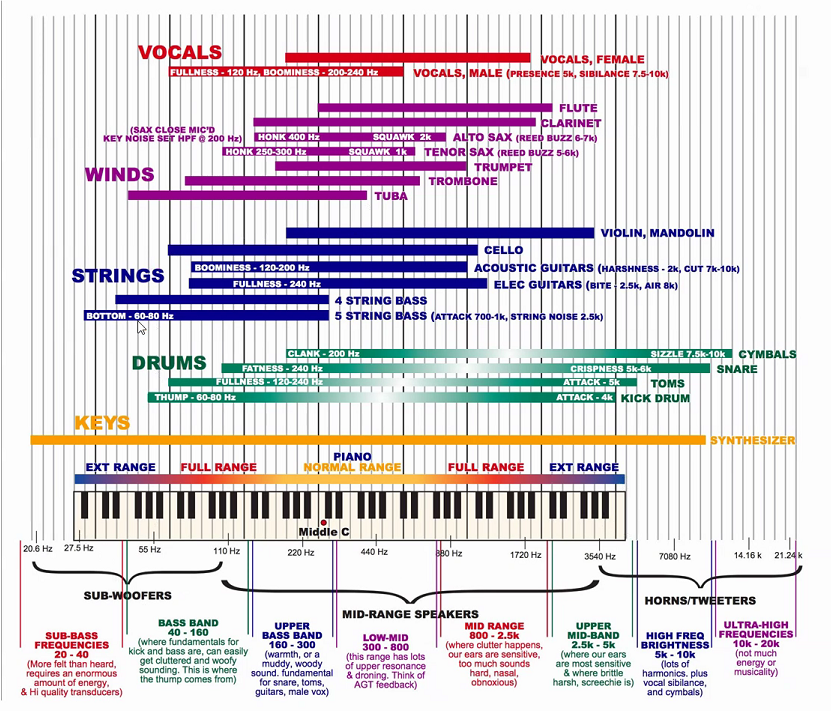 VOCALS
VOCALS, FEMALE
FULLNESS - 120 HZ, BOOMINESS - 200-240 HZ
VOCALS, MALE (PRESENCE 5k, SIBILANCE 7.5-10k)
FLUTE
CLARINET
(SAX CLOSE MIC'D
KEY NOISE SET HPF @ 200 Hz)
HONK 400 Hz SQUAWK 2k
ALTO SAX (REED BUZZ 6-7k)
HONK 250-300 Hz SQUAWK 1k
TENOR SAX (REED BUZZ 5-6k)
WINDS
TRUMPET
TROMBONE
TUBA
VIOLIN, MANDOLIN
CELLO
STRINGS
BOOMINESS - 120-200 Hz
ACOUSTIC GUITARS (HARSHNESS - 2k, CUT 7k-10k)
FULLNESS - 240 Hz
ELEC GUITARS (BITE - 2.5k, AIR 8k)
4 STRING BASS
BOTTOM - 60-80 Hz
5 STRING BASS (ATTACK 700-1k, STRING NOISE 2.5k)
DRUMS
CLANK - 200 Hz SIZZLE 7.5k-10k
CYMBALS
FATNESS - 240 Hz CRISPNESS 5k-6k
SNARE
FULLNESS - 120-240 Hz ATTACK - 5k
TOMS
THUMP - 60-80 Hz ATTACK - 4k
KICK DRUM
KEYS
SYNTHESIZER
PIANO
EXT RANGE FULL RANGE NORMAL RANGE FULL RANGE EXT RANGE
Middle C
20.6 Hz 27.5 Hz 55 Hz 110 Hz 220 Hz 440 Hz 880 Hz 1720 Hz 3540 Hz 7080 Hz 14.16 k 21.24 k
SUB-WOOFERS
MID-RANGE SPEAKERS
HORNS/TWEETERS
SUB-BASS
FREQUENCIES
20 - 40
(More felt than heard,
requires an enormous
amount of energy,
& Hi quality transducers)
BASS BAND
40 - 160
(where fundamentals for
kick and bass are, can easily
get cluttered and woofy
sounding. This is where
the thump comes from)
UPPER
BASS BAND
160 - 300
(warmth, or a
muddy, woody
sound. fundamental
for snare, toms,
guitars, male vox)
LOW-MID
300 - 800
(this range has lots
of upper resonance
& droning. Think of
AGT feedback)
MID RANGE
800 - 2.5k
(where clutter happens,
our ears are sensitive,
too much sounds
hard, nasal,
obnoxious)
UPPER
MID-BAND
2.5k - 5k
(where our ears
are most sensitive
& where brittle
harsh, screechie is)
HIGH FREQ
BRIGHTNESS
5k - 10k
(lots of
harmonics. plus
vocal sibilance,
and cymbals)
ULTRA-HIGH
FREQUENCIES
10k - 20k
(not much
energy or
musicality)